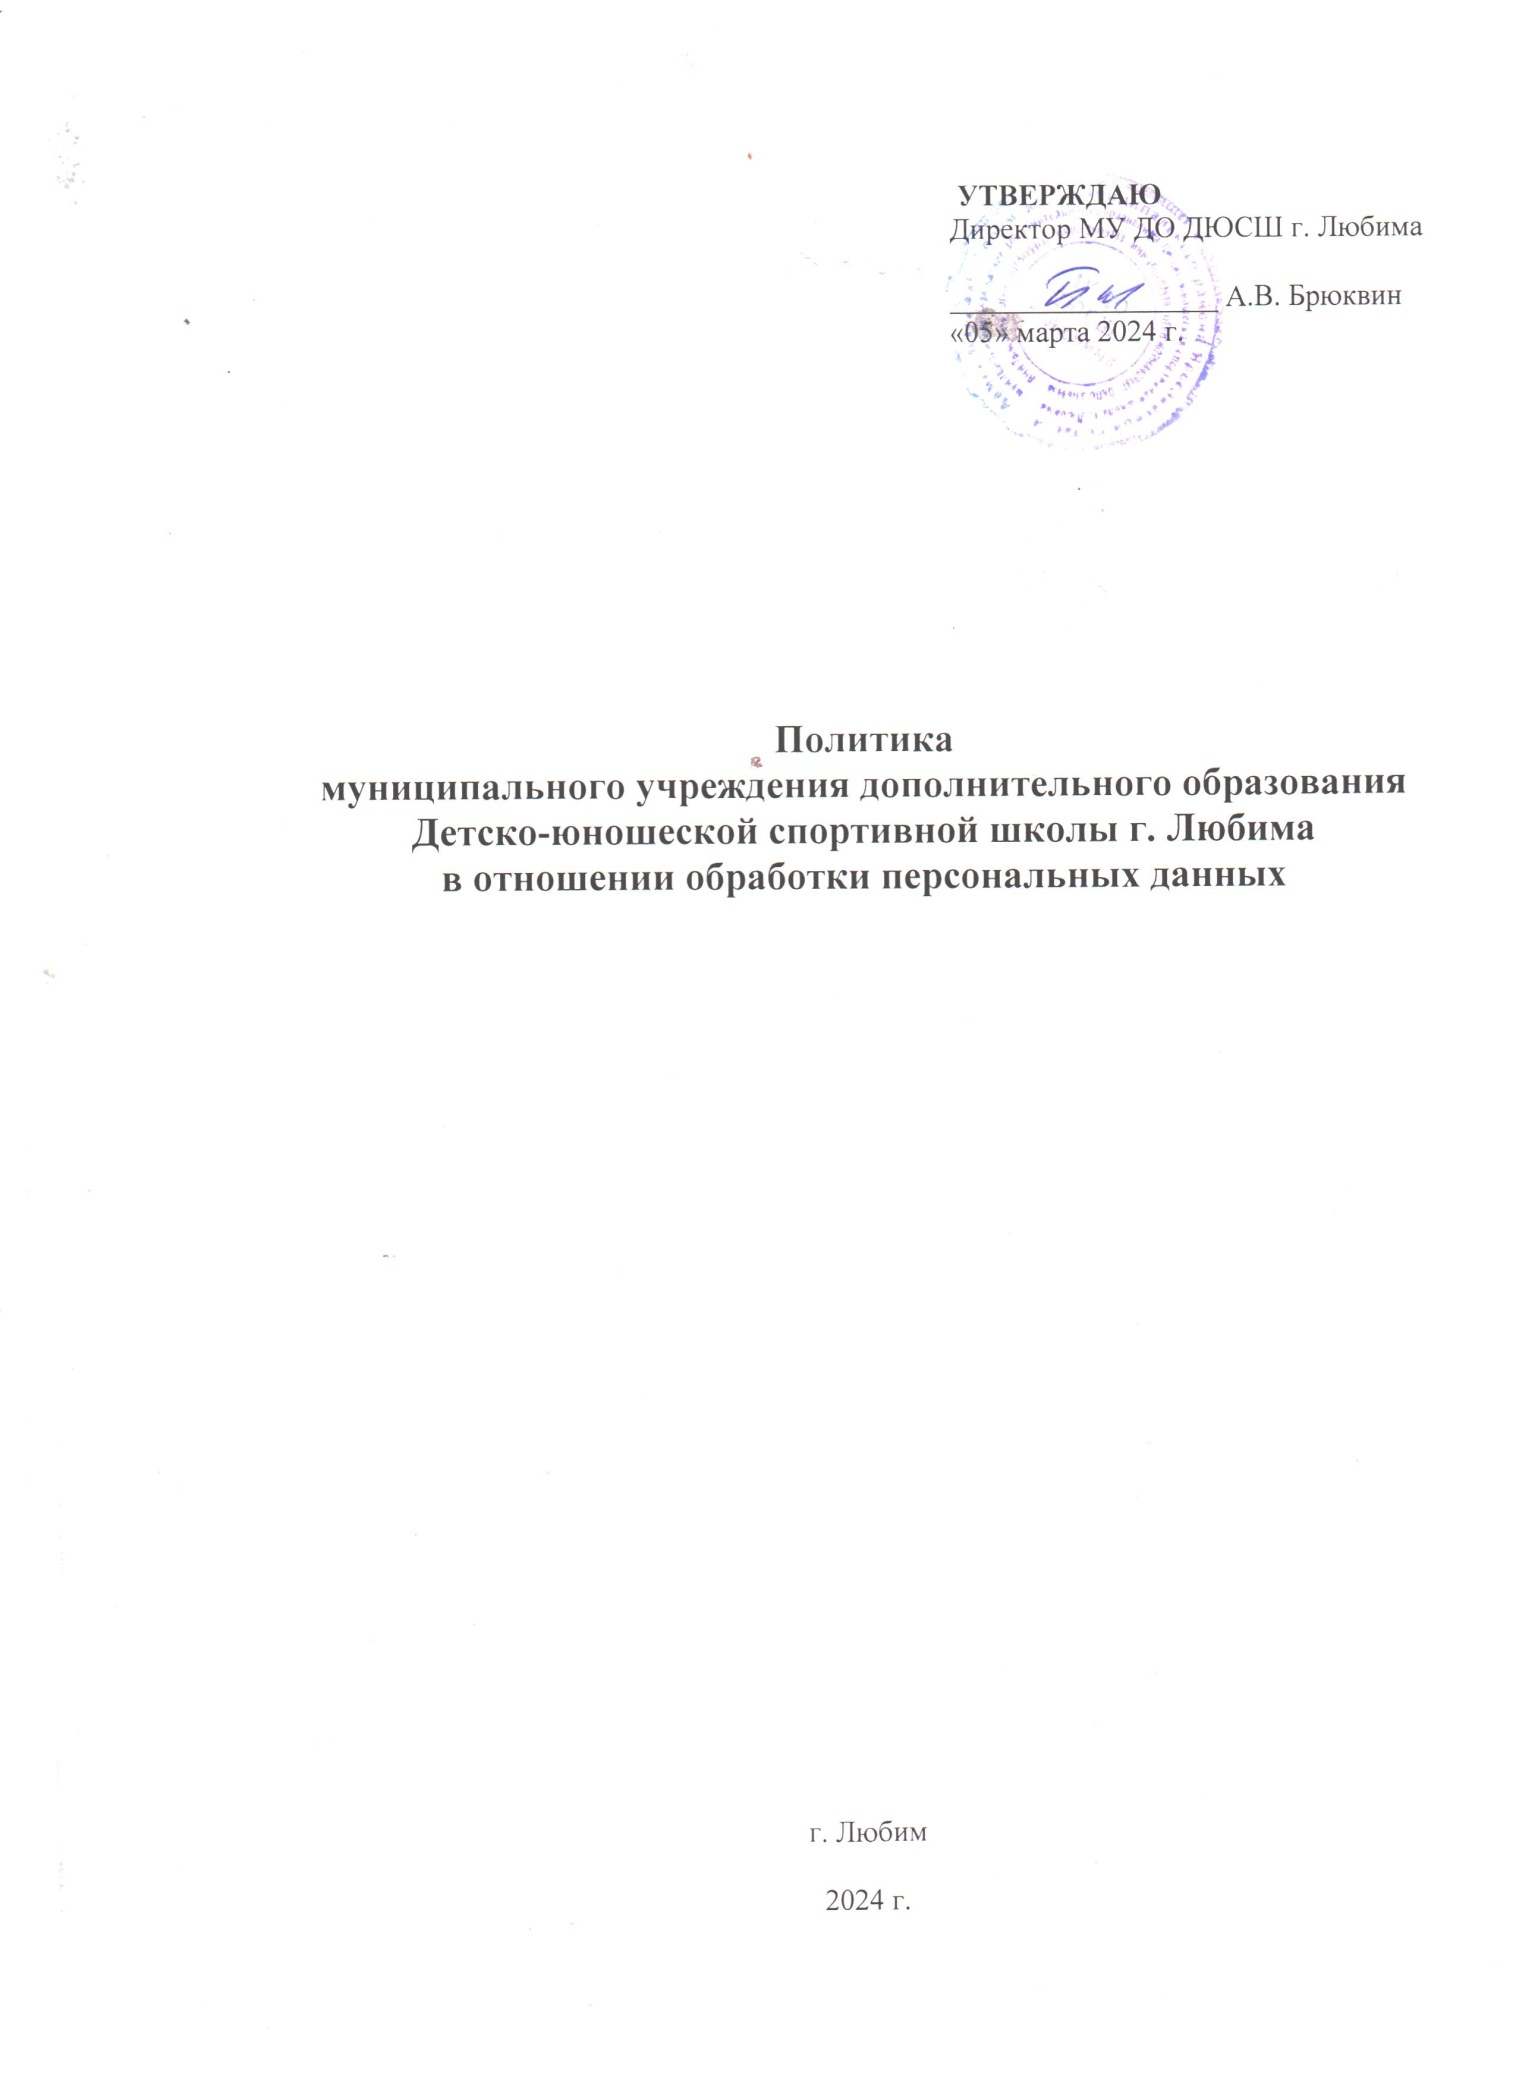 УТВЕРЖДАЮ
Директор МУ ДО ДЮСШ г. Любима
А.В. Брюквин
«05» марта 2024 г.
Политика
муниципального учреждения дополнительного образования
Детско-юношеской спортивной школы г. Любима
в отношении обработки персональных данных
г. Любим
2024 г.